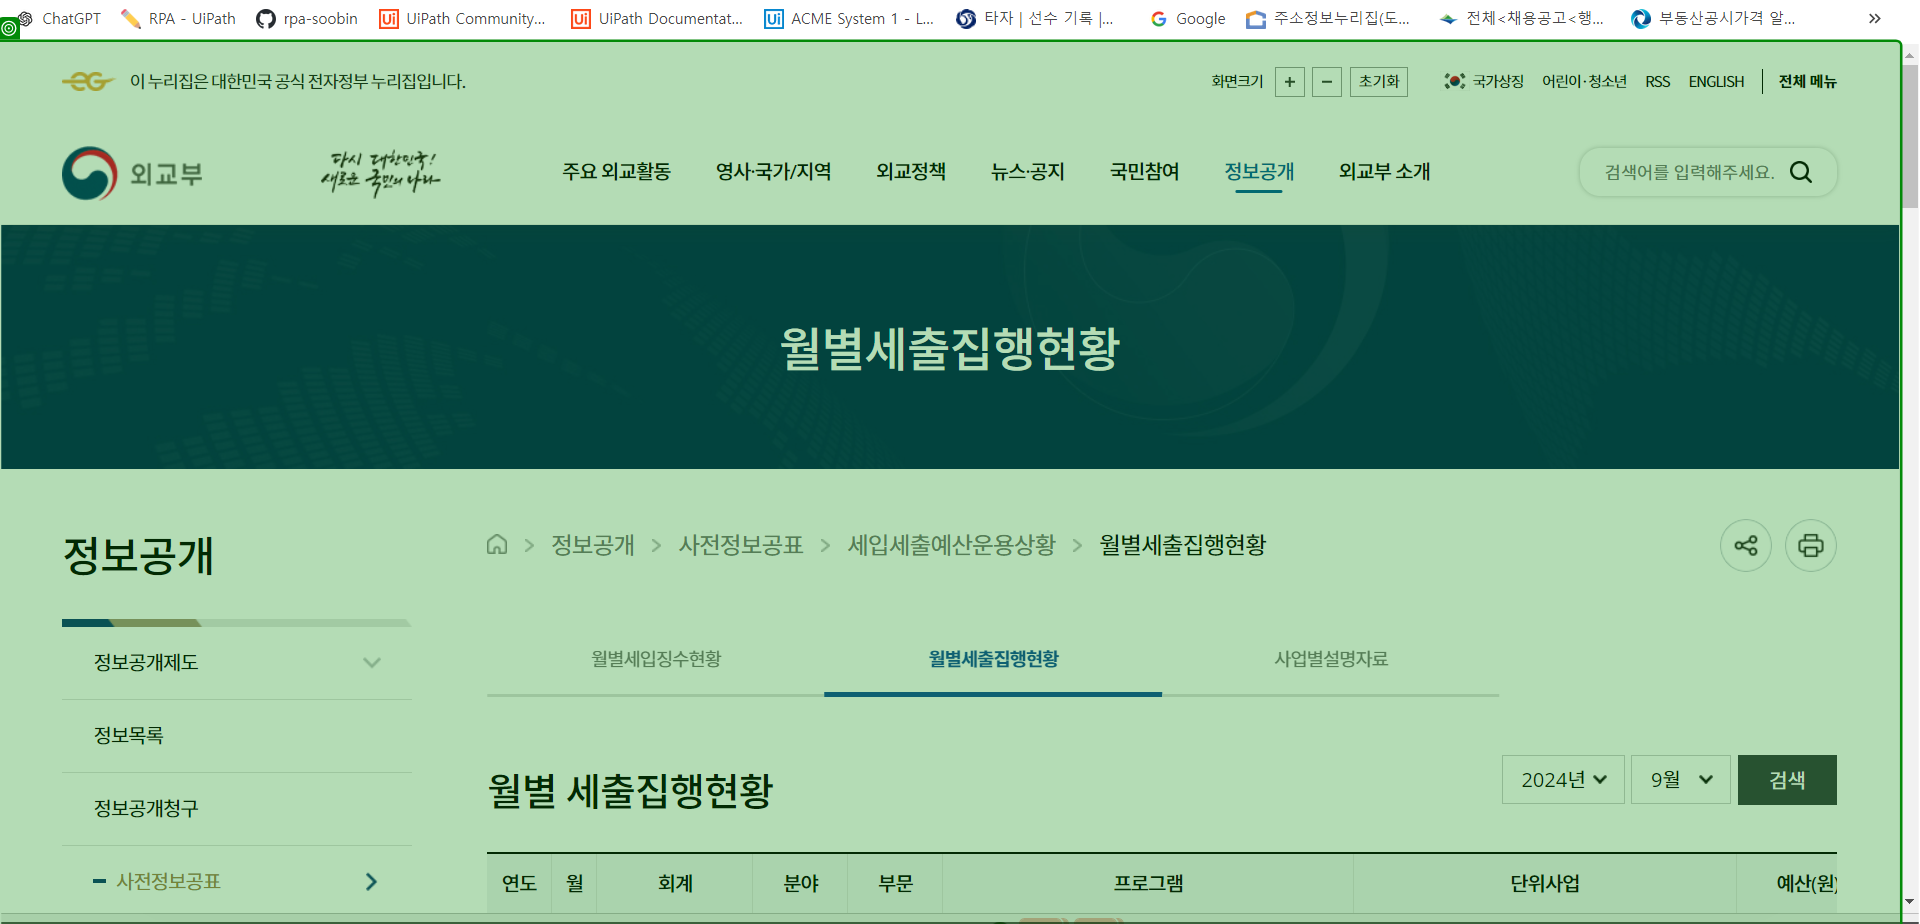 ChatGPT RPA - UiPath rpa-soobin UiPath Community... UiPath Documentat... ACME System 1 - L... 타자 | 선수 기록 |... Google 주소정보누리집(도... 전체<채용공고<행... 부동산공시가격 알... »
이 누리집은 대한민국 공식 전자정부 누리집입니다. 화면크기 + − 초기화 국가상징 어린이·청소년 RSS ENGLISH 전체 메뉴
외교부 다시 대한민국! 주요 외교활동 영사·국가/지역 외교정책 뉴스·공지 국민참여 정보공개 외교부 소개 검색어를 입력해주세요.
새로운 국민의 나라
월별세출집행현황
정보공개 정보공개 > 사전정보공표 > 세입세출예산운용상황 > 월별세출집행현황
월별세입징수현황 월별세출집행현황 사업별설명자료
정보공개제도
정보목록
정보공개청구
사전정보공표
월별 세출집행현황 2024년 9월 검색
연도 월 회계 분야 부문 프로그램 단위사업 예산(원)